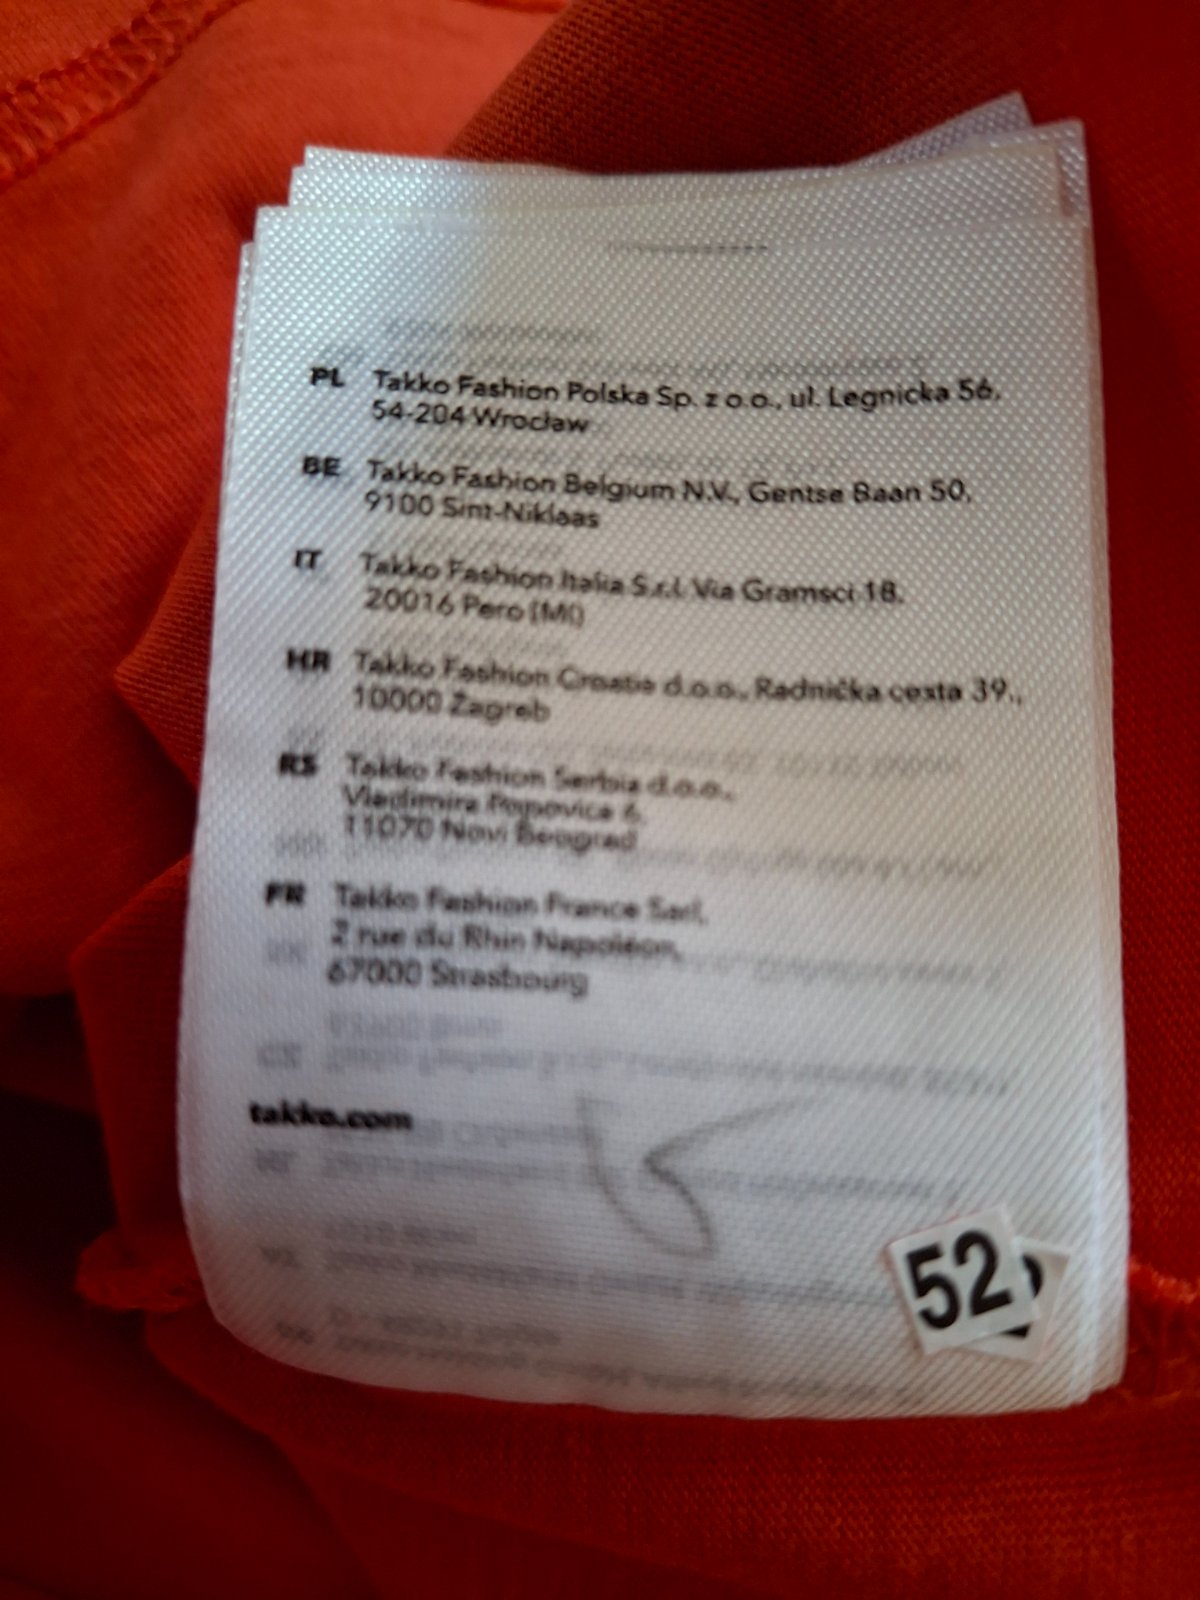 PL Takko Fashion Polska Sp. z o.o., ul. Legnicka 56,
54-204 Wrocław
BE Takko Fashion Belgium N.V., Gentse Baan 50,
9100 Sint-Niklaas
IT Takko Fashion Italia S.r.l. Via Gramsci 18,
20016 Pero (MI)
HR Takko Fashion Croatia d.o.o., Radnička cesta 39.,
10000 Zagreb
RS Takko Fashion Serbia d.o.o.,
Vladimira Popovica 6,
11070 Novi Beograd
FR Takko Fashion France Sarl,
2 rue du Rhin Napoléon,
67000 Strasbourg
takko.com
52